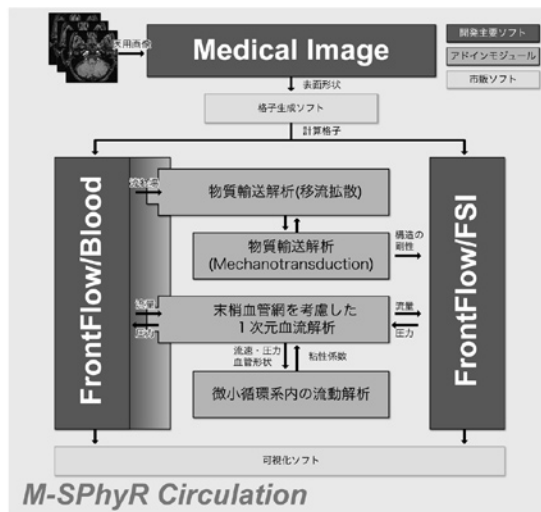 医用画像
Medical Image
開発主要ソフト
アドインモジュール
市販ソフト
表面形状
格子生成ソフト
計算格子
FrontFlow/Blood
FrontFlow/FSI
物質輸送解析(移流拡散)
物質輸送解析
(Mechanotransduction)
構造の
剛性
流量
圧力
末梢血管網を考慮した
1次元血流解析
流量
圧力
流速・圧力
血管形状
粘性係数
微小循環系内の流動解析
可視化ソフト
M-SPhyR Circulation